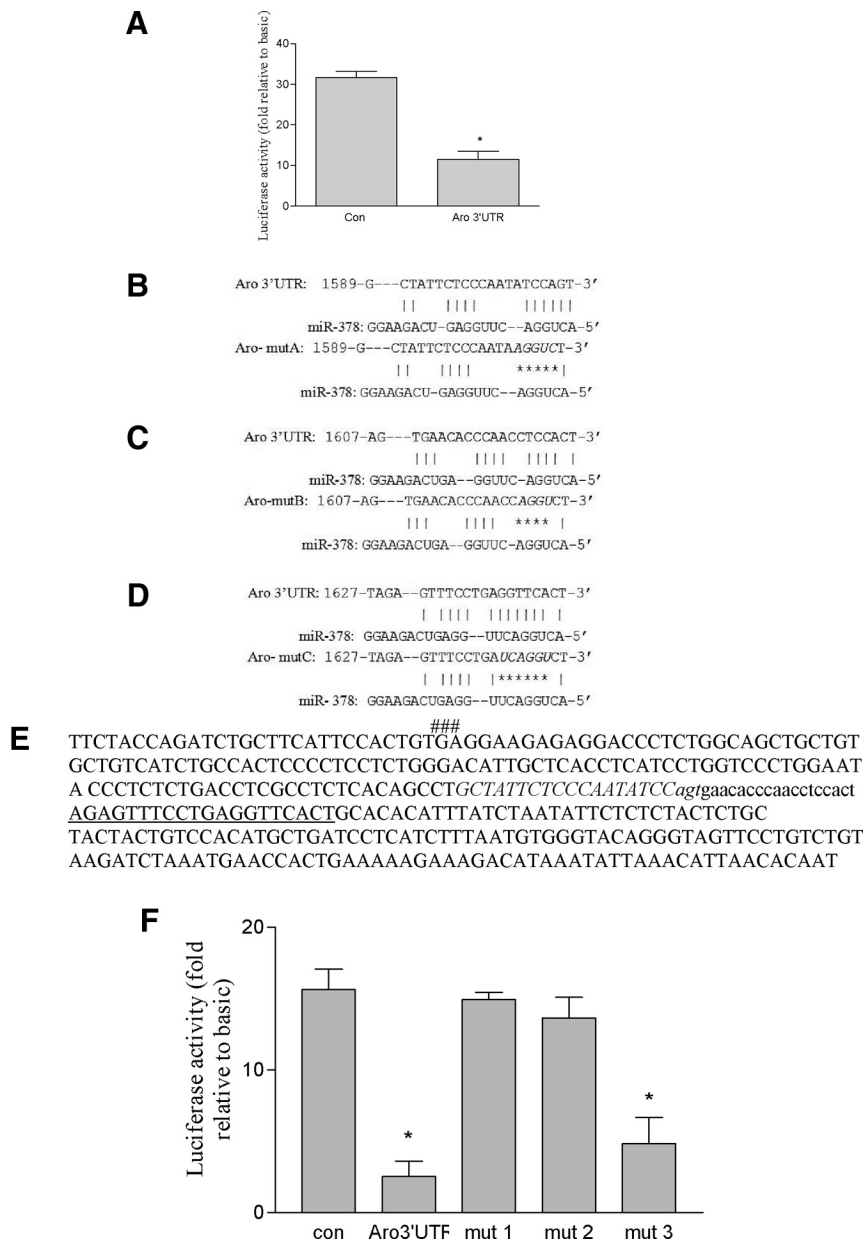 A
Luciferase activity (fold relative to basic)
40
30
20
10
0
*
Con
Aro 3'UTR
B
Aro 3'UTR: 1589-G---CTATTCTCCCAATATCCAGT-3'
|| |||| ||||||
miR-378: GGAAGACU-GAGGUUC--AGGUCA-5'
Aro- mutA: 1589-G---CTATTCTCCCAATAAGGUCT-3'
|| |||| *****|
miR-378: GGAAGACU-GAGGUUC--AGGUCA-5'
C
Aro 3'UTR: 1607-AG---TGAACACCCAACCTCCACT-3'
||| |||| |||| |
miR-378: GGAAGACUGA--GGUUC-AGGUCA-5'
Aro-mutB: 1607-AG---TGAACACCCAACCAGGUCT-3'
||| |||| **** |
miR-378: GGAAGACUGA--GGUUC-AGGUCA-5'
D
Aro 3'UTR: 1627-TAGA--GTTTCCTGAGGTTCACT-3'
| |||| ||||||| |
miR-378: GGAAGACUGAGG--UUCAGGUCA-5'
Aro- mutC: 1627-TAGA--GTTTCCTGAUCAGGUCT-3'
| |||| |****** |
miR- 378: GGAAGACUGAGG--UUCAGGUCA-5'
E
###
TTCTACCAGATCTGCTTCATTCCACTGTGAGGAAGAGAGGACCCTCTGGCAGCTGCTGT
GCTGTCATCTGCCACTCCCCTCCTCTGGGACATTGCTCACCTCATCCTGGTCCCTGGAAT
A CCCTCTCTGACCTCGCCTCTCACAGCCTGCTATTCTCCCAATATCCagtgaacacccaacctccact
AGAGTTTCCTGAGGTTCACTGCACACATTTATCTAATATTCTCTCTACTCTGC
TACTACTGTCCACATGCTGATCCTCATCTTTAATGTGGGTACAGGGTAGTTCCTGTCTGT
AAGATCTAAATGAACCACTGAAAAAGAAAGACATAAATATTAAACATTAACACAAT
F
Luciferase activity (fold
relative to basic)
20
10
0
*
*
con
Aro3'UTR
mut 1
mut 2
mut 3